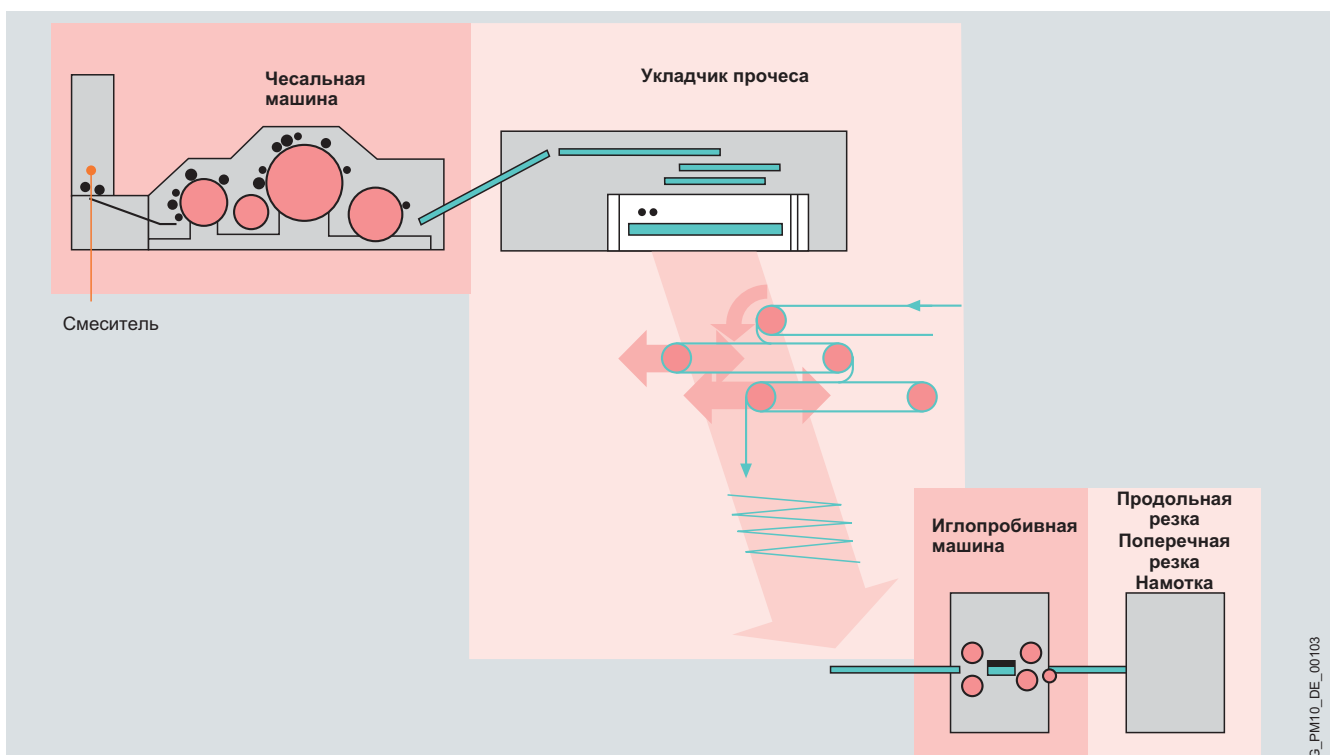 Чесальная
машина
Укладчик прочеса
Смеситель
Иглопробивная
машина
Продольная
резка
Поперечная
резка
Намотка
G_PM10_DE_00103